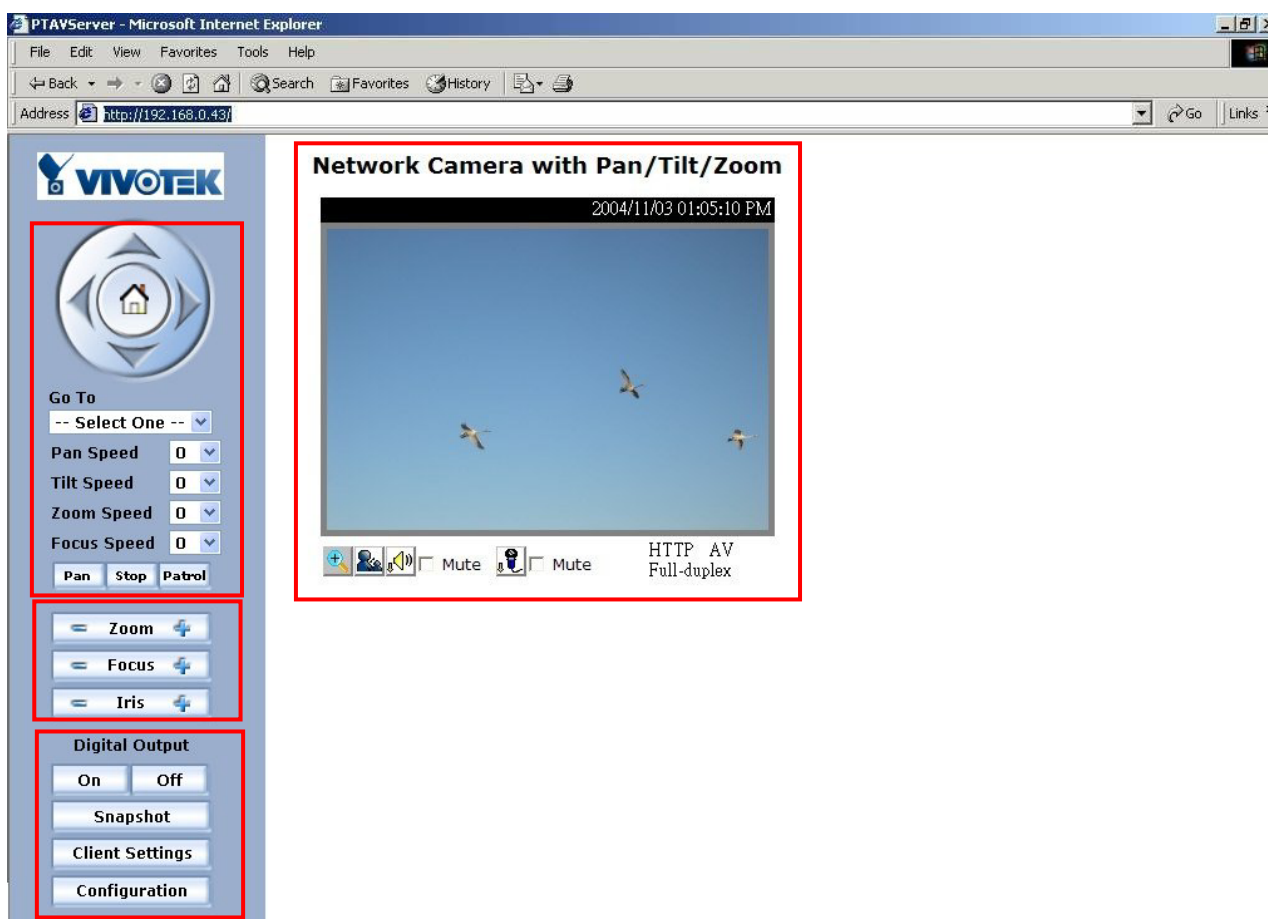 PTAVServer - Microsoft Internet Explorer
File Edit View Favorites Tools Help
Back Search Favorites History
Address http://192.168.0.43/ Go Links
VIVOTEK
Go To
-- Select One --
Pan Speed 0
Tilt Speed 0
Zoom Speed 0
Focus Speed 0
Pan Stop Patrol
Zoom
Focus
Iris
Digital Output
On Off
Snapshot
Client Settings
Configuration
Network Camera with Pan/Tilt/Zoom
2004/11/03 01:05:10 PM
Mute Mute
HTTP AV
Full-duplex